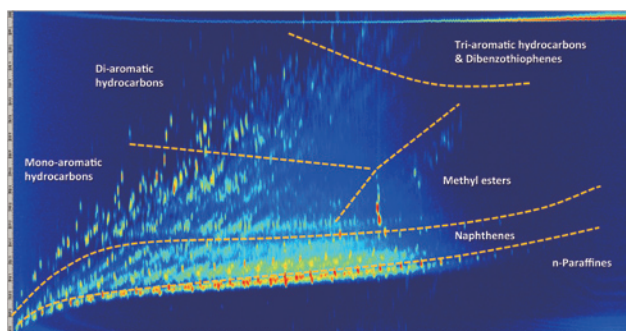 Tri-aromatic hydrocarbons
& Dibenzothiophenes
Di-aromatic
hydrocarbons
Mono-aromatic
hydrocarbons
Methyl esters
Naphthenes
n-Paraffines